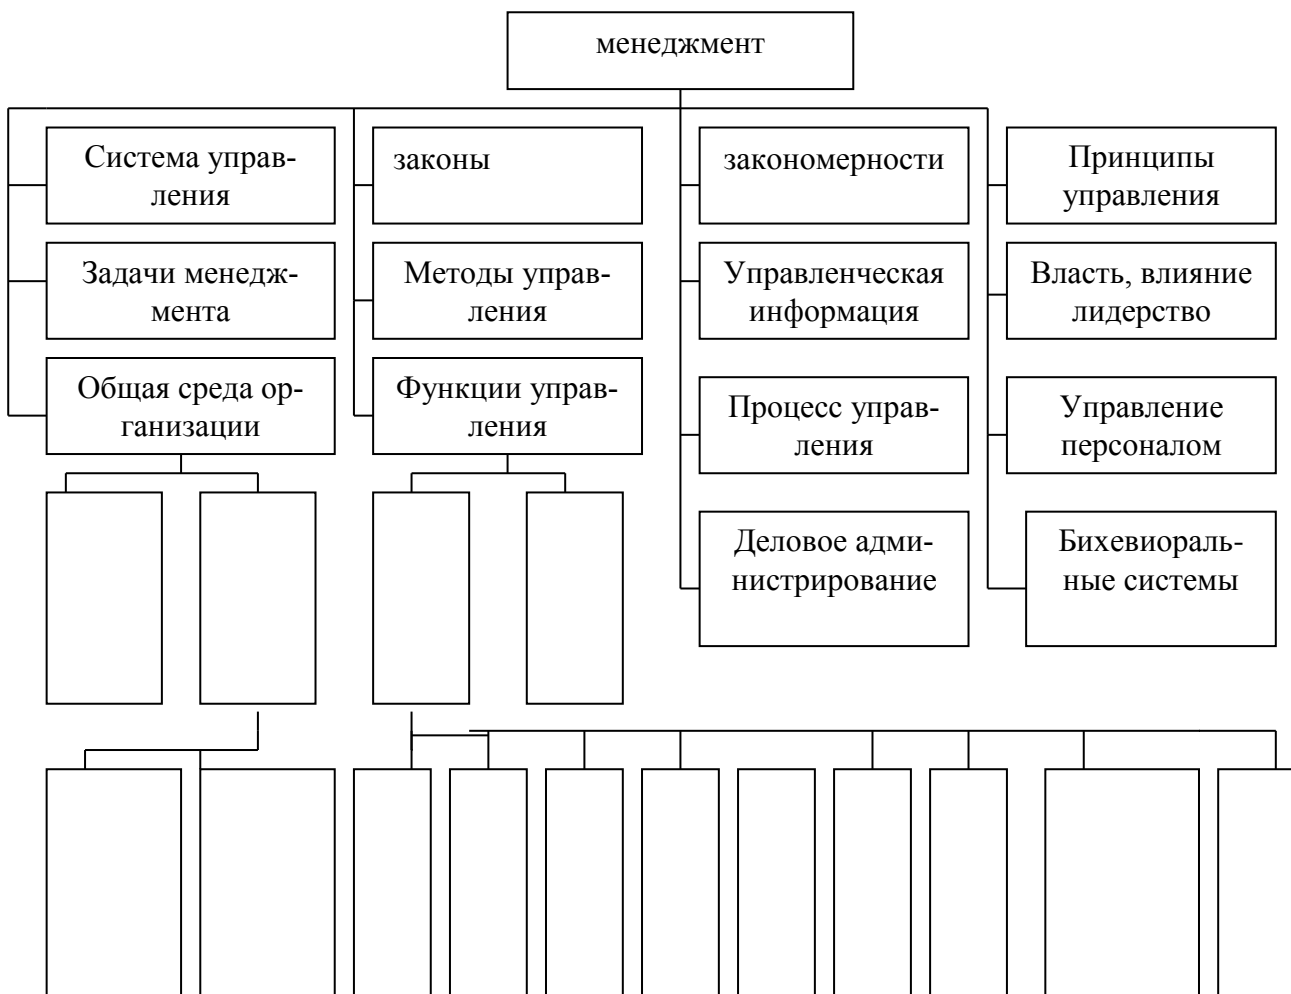 менеджмент
Система управ-
ления
законы
закономерности
Принципы
управления
Задачи менедж-
мента
Методы управ-
ления
Управленческая
информация
Власть, влияние
лидерство
Общая среда ор-
ганизации
Функции управ-
ления
Процесс управ-
ления
Управление
персоналом
Деловое адми-
нистрирование
Бихевиораль-
ные системы